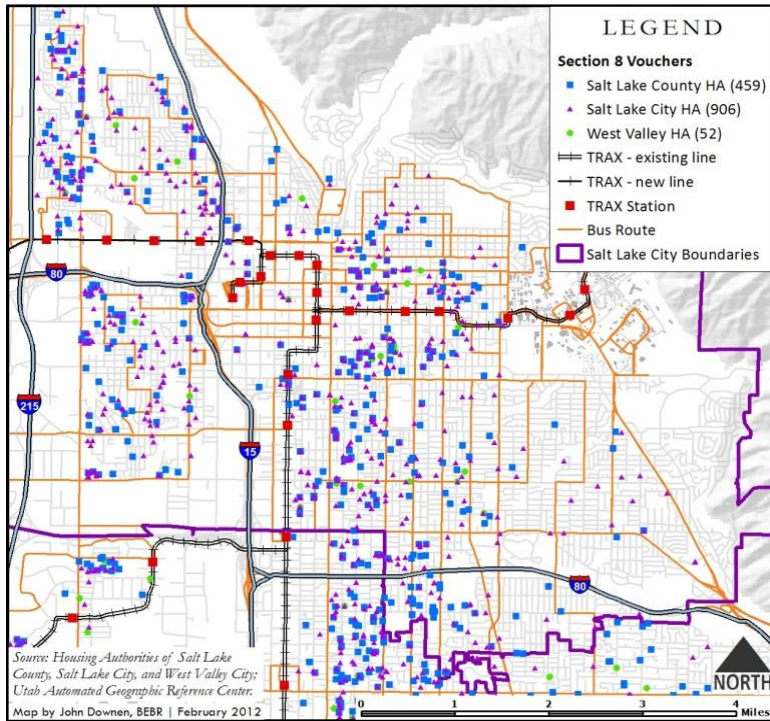 LEGEND
Section 8 Vouchers
Salt Lake County HA (459)
Salt Lake City HA (906)
West Valley HA (52)
TRAX - existing line
TRAX - new line
TRAX Station
Bus Route
Salt Lake City Boundaries
80
215
15
80
NORTH
0 1 2 3 4
Miles
Source: Housing Authorities of Salt Lake
County, Salt Lake City, and West Valley City;
Utah Automated Geographic Reference Center.
Map by John Downen, BEBR | February 2012